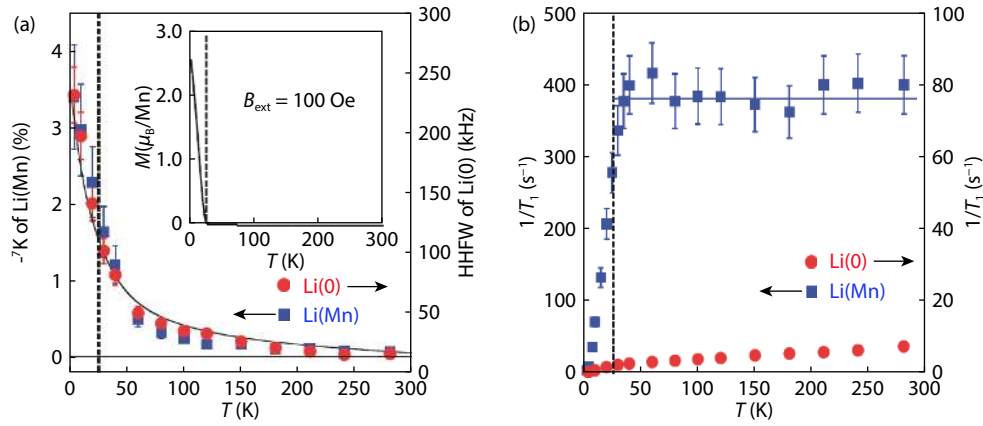 (a)
300
4
250
3.0
3
-⁷K of Li(Mn) (%)
2.0
B_ext = 100 Oe
M(μ_B/Mn)
1.0
200
HHFW of Li(0) (kHz)
2
150
0
0 100 200 300
T (K)
100
1
Li(0)
Li(Mn)
50
0
0
0 50 100 150 200 250 300
T (K)
(b)
500
100
400
80
300
60
1/T₁ (s⁻¹)
1/T₁ (s⁻¹)
200
40
Li(0)
Li(Mn)
100
20
0
0
0 50 100 150 200 250 300
T (K)